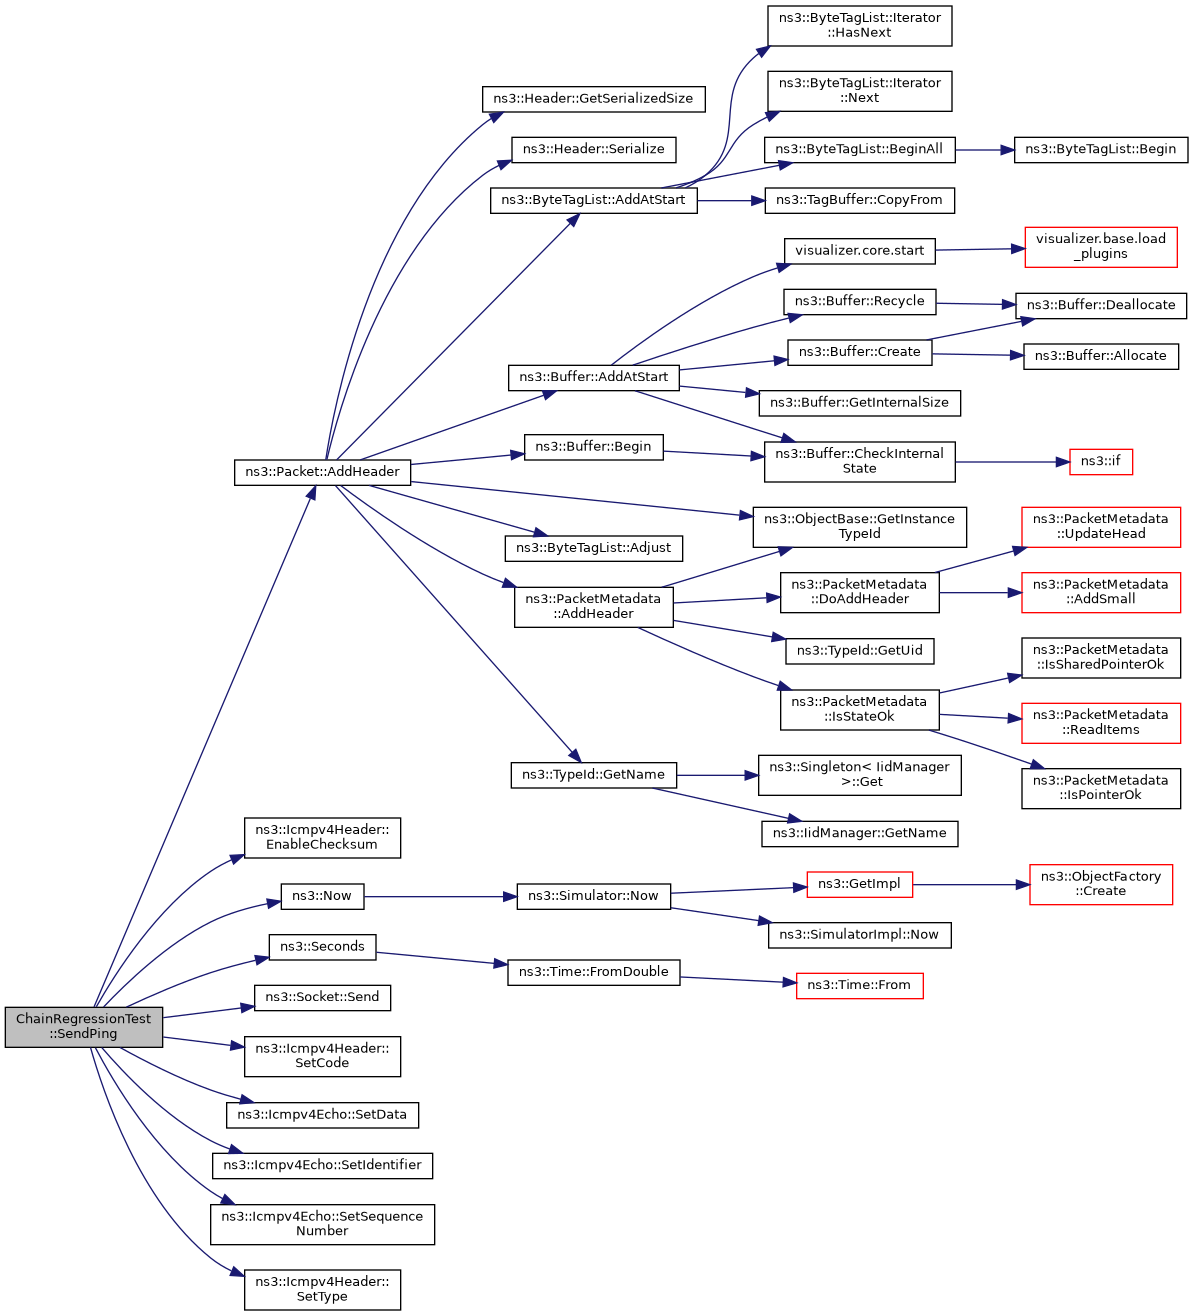 ns3::ByteTagList::Iterator
::HasNext
ns3::ByteTagList::Iterator
::Next
ns3::Header::GetSerializedSize
ns3::Header::Serialize
ns3::ByteTagList::BeginAll
ns3::ByteTagList::Begin
ns3::ByteTagList::AddAtStart
ns3::TagBuffer::CopyFrom
visualizer.core.start
visualizer.base.load
_plugins
ns3::Buffer::Recycle
ns3::Buffer::Deallocate
ns3::Buffer::Create
ns3::Buffer::Allocate
ns3::Buffer::AddAtStart
ns3::Buffer::GetInternalSize
ns3::Buffer::Begin
ns3::Buffer::CheckInternal
State
ns3::if
ns3::Packet::AddHeader
ns3::ObjectBase::GetInstance
TypeId
ns3::PacketMetadata
::UpdateHead
ns3::ByteTagList::Adjust
ns3::PacketMetadata
::AddHeader
ns3::PacketMetadata
::DoAddHeader
ns3::PacketMetadata
::AddSmall
ns3::TypeId::GetUid
ns3::PacketMetadata
::IsSharedPointerOk
ns3::PacketMetadata
::IsStateOk
ns3::PacketMetadata
::ReadItems
ns3::PacketMetadata
::IsPointerOk
ns3::TypeId::GetName
ns3::Singleton< IidManager
>::Get
ns3::IidManager::GetName
ns3::Icmpv4Header::
EnableChecksum
ns3::Now
ns3::Simulator::Now
ns3::GetImpl
ns3::ObjectFactory
::Create
ns3::SimulatorImpl::Now
ns3::Seconds
ns3::Time::FromDouble
ns3::Time::From
ns3::Socket::Send
ChainRegressionTest
::SendPing
ns3::Icmpv4Header::
SetCode
ns3::Icmpv4Echo::SetData
ns3::Icmpv4Echo::SetIdentifier
ns3::Icmpv4Echo::SetSequence
Number
ns3::Icmpv4Header::
SetType